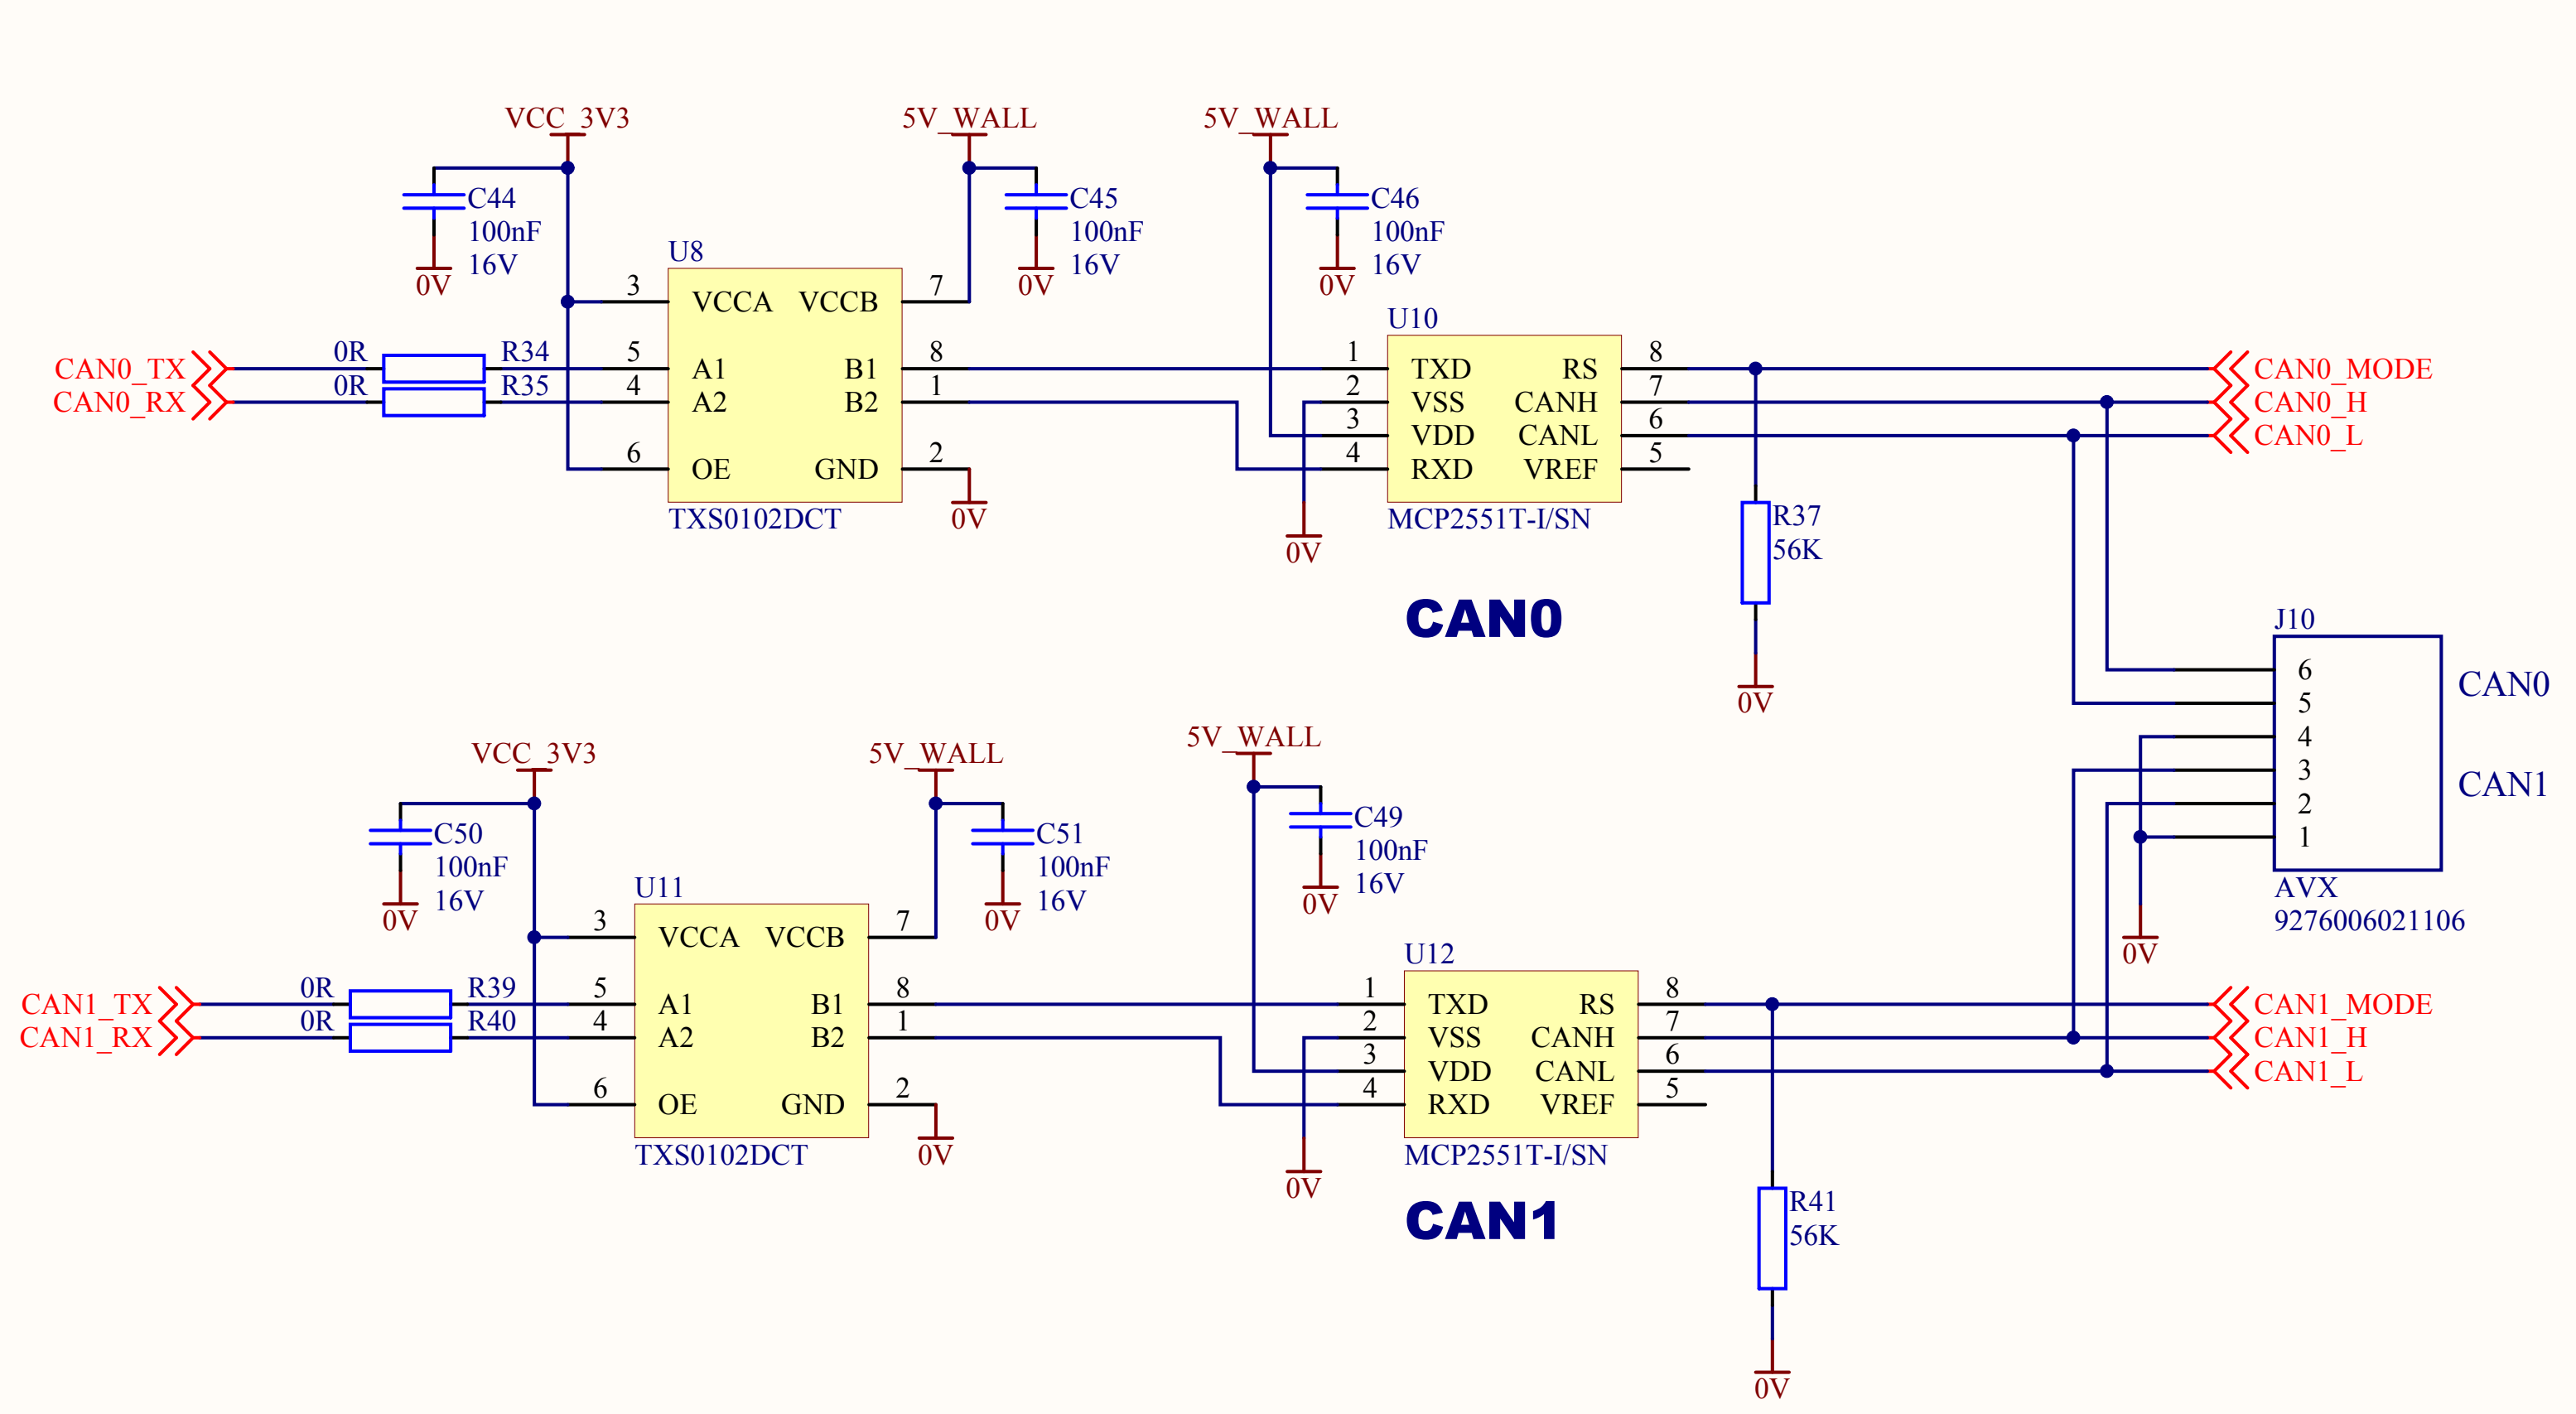 VCC_3V3
5V_WALL
5V_WALL
C44
100nF
16V
0V
C45
100nF
16V
0V
C46
100nF
16V
0V
U8
3 VCCA VCCB 7
CAN0_TX 0R R34 5 A1 B1 8
CAN0_RX 0R R35 4 A2 B2 1
6 OE GND 2
TXS0102DCT
0V
U10
1 TXD RS 8
2 VSS CANH 7
3 VDD CANL 6
4 RXD VREF 5
MCP2551T-I/SN
0V
CAN0_MODE
CAN0_H
CAN0_L
R37
56K
0V
CAN0
J10
6
5
4
3
2
1
CAN0
CAN1
AVX
9276006021106
0V
VCC_3V3
5V_WALL
5V_WALL
C50
100nF
16V
0V
C51
100nF
16V
0V
C49
100nF
16V
0V
U11
3 VCCA VCCB 7
CAN1_TX 0R R39 5 A1 B1 8
CAN1_RX 0R R40 4 A2 B2 1
6 OE GND 2
TXS0102DCT
0V
U12
1 TXD RS 8
2 VSS CANH 7
3 VDD CANL 6
4 RXD VREF 5
MCP2551T-I/SN
0V
CAN1_MODE
CAN1_H
CAN1_L
R41
56K
0V
CAN1